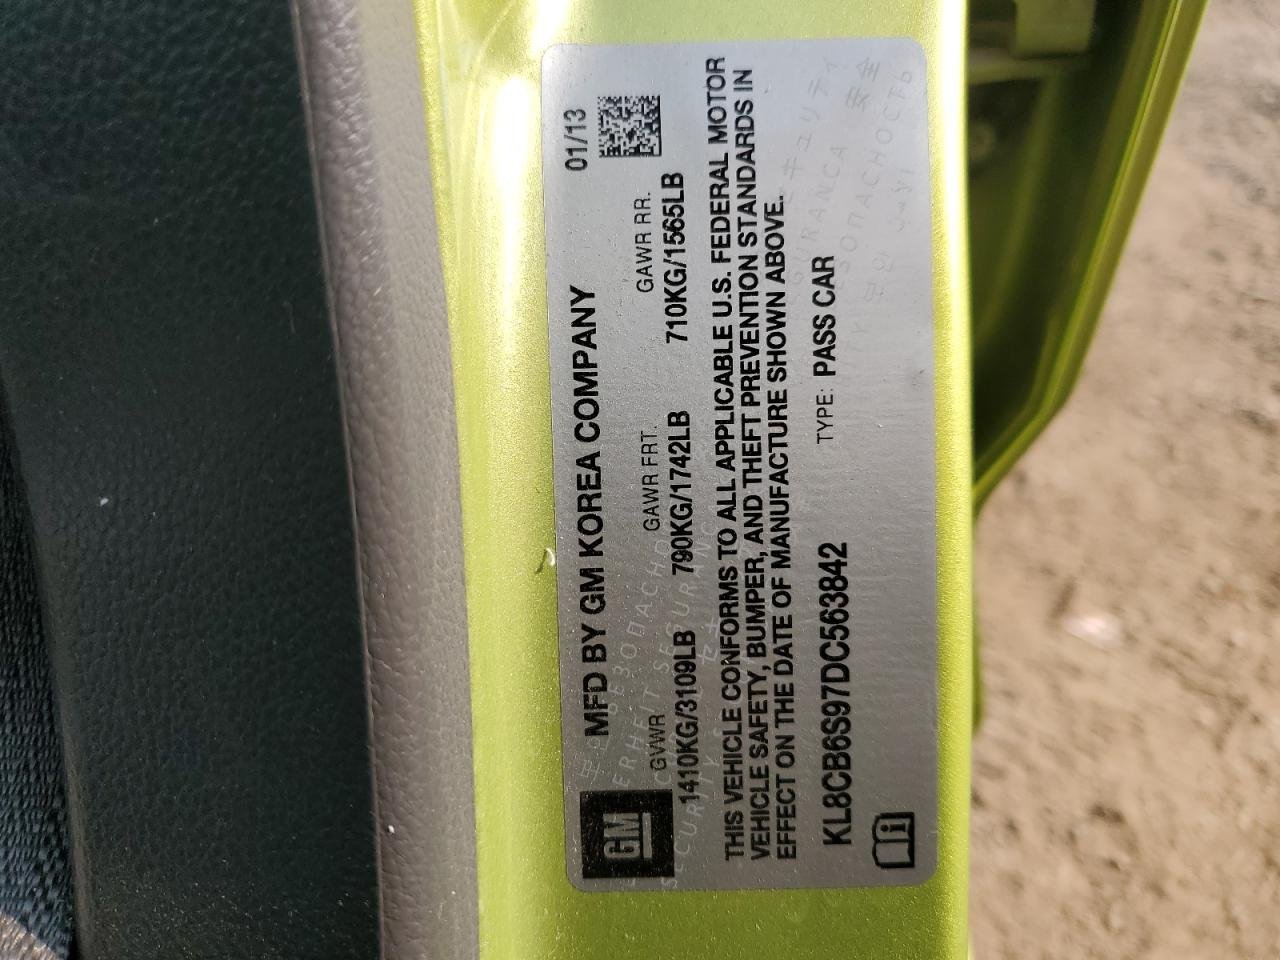 GM
MFD BY GM KOREA COMPANY 01/13
GVWR GAWR FRT. GAWR RR.
1410KG/3109LB 790KG/1742LB 710KG/1565LB
THIS VEHICLE CONFORMS TO ALL APPLICABLE U.S. FEDERAL MOTOR
VEHICLE SAFETY, BUMPER, AND THEFT PREVENTION STANDARDS IN
EFFECT ON THE DATE OF MANUFACTURE SHOWN ABOVE.
KL8CB6S97DC563842 TYPE: PASS CAR